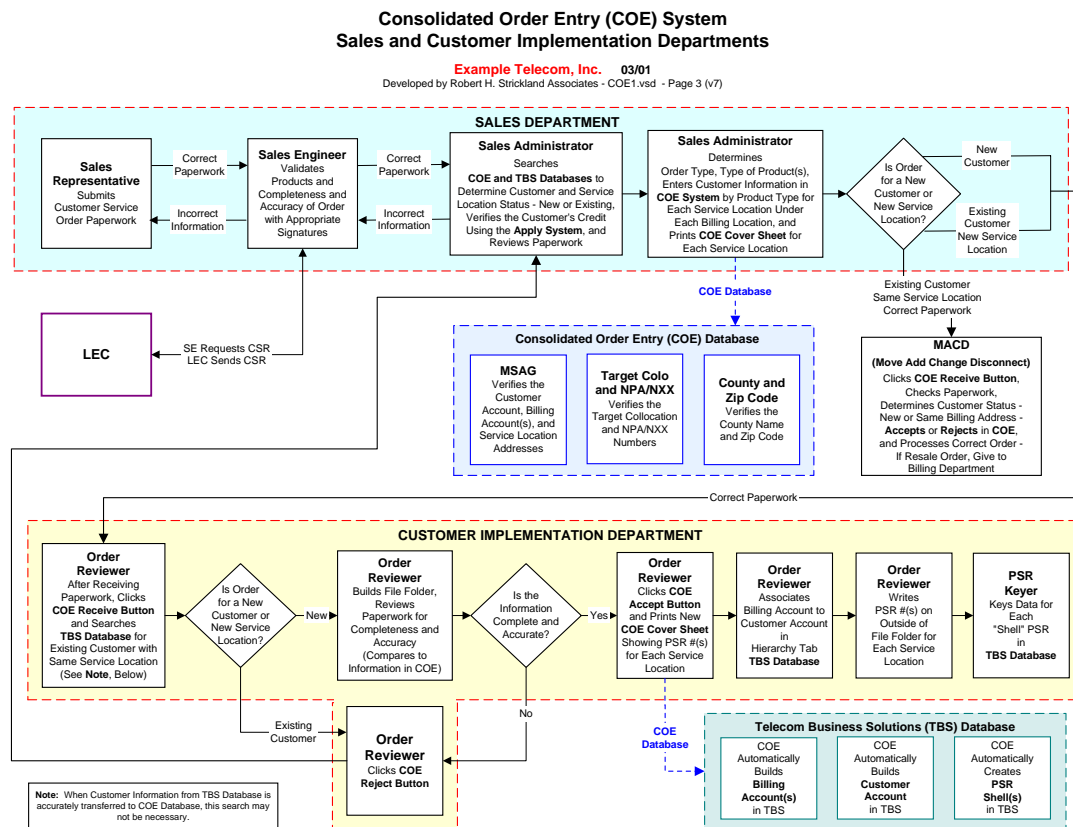 Consolidated Order Entry (COE) System
Sales and Customer Implementation Departments
Example Telecom, Inc. 03/01
Developed by Robert H. Strickland Associates - COE1.vsd - Page 3 (v7)
SALES DEPARTMENT
Sales
Representative
Submits
Customer Service
Order Paperwork
Correct
Paperwork
Incorrect
Information
Sales Engineer
Validates
Products and
Completeness and
Accuracy of Order
with Appropriate
Signatures
Correct
Paperwork
Incorrect
Information
Sales Administrator
Searches
COE and TBS Databases to
Determine Customer and Service
Location Status - New or Existing,
Verifies the Customer's Credit
Using the Apply System, and
Reviews Paperwork
Sales Administrator
Determines
Order Type, Type of Product(s),
Enters Customer Information in
COE System by Product Type for
Each Service Location Under
Each Billing Location, and
Prints COE Cover Sheet for
Each Service Location
Is Order
for a New
Customer or
New Service
Location?
New
Customer
Existing
Customer
New Service
Location
Existing Customer
Same Service Location
Correct Paperwork
COE Database
LEC
SE Requests CSR
LEC Sends CSR
Consolidated Order Entry (COE) Database
MSAG
Verifies the
Customer
Account, Billing
Account(s), and
Service Location
Addresses
Target Colo
and NPA/NXX
Verifies the
Target Collocation
and NPA/NXX
Numbers
County and
Zip Code
Verifies the
County Name
and Zip Code
MACD
(Move Add Change Disconnect)
Clicks COE Receive Button,
Checks Paperwork,
Determines Customer Status -
New or Same Billing Address -
Accepts or Rejects in COE,
and Processes Correct Order -
If Resale Order, Give to
Billing Department
Correct Paperwork
CUSTOMER IMPLEMENTATION DEPARTMENT
Order
Reviewer
After Receiving
Paperwork, Clicks
COE Receive Button
and Searches
TBS Database for
Existing Customer with
Same Service Location
(See Note, Below)
Is Order
for a New
Customer or
New Service
Location?
New
Order
Reviewer
Builds File Folder,
Reviews
Paperwork for
Completeness and
Accuracy
(Compares to
Information in COE)
Is the
Information
Complete and
Accurate?
Yes
Order
Reviewer
Clicks COE
Accept Button
and Prints New
COE Cover Sheet
Showing PSR #(s)
for Each Service
Location
Order
Reviewer
Associates
Billing Account to
Customer Account
in
Hierarchy Tab
TBS Database
Order
Reviewer
Writes
PSR #(s) on
Outside of
File Folder for
Each Service
Location
PSR
Keyer
Keys Data for
Each
"Shell" PSR
in
TBS Database
Existing
Customer
No
Order
Reviewer
Clicks COE
Reject Button
COE
Database
Telecom Business Solutions (TBS) Database
COE
Automatically
Builds
Billing
Account(s)
in TBS
COE
Automatically
Builds
Customer
Account
in TBS
COE
Automatically
Creates
PSR
Shell(s)
in TBS
Note: When Customer Information from TBS Database is
accurately transferred to COE Database, this search may
not be necessary.